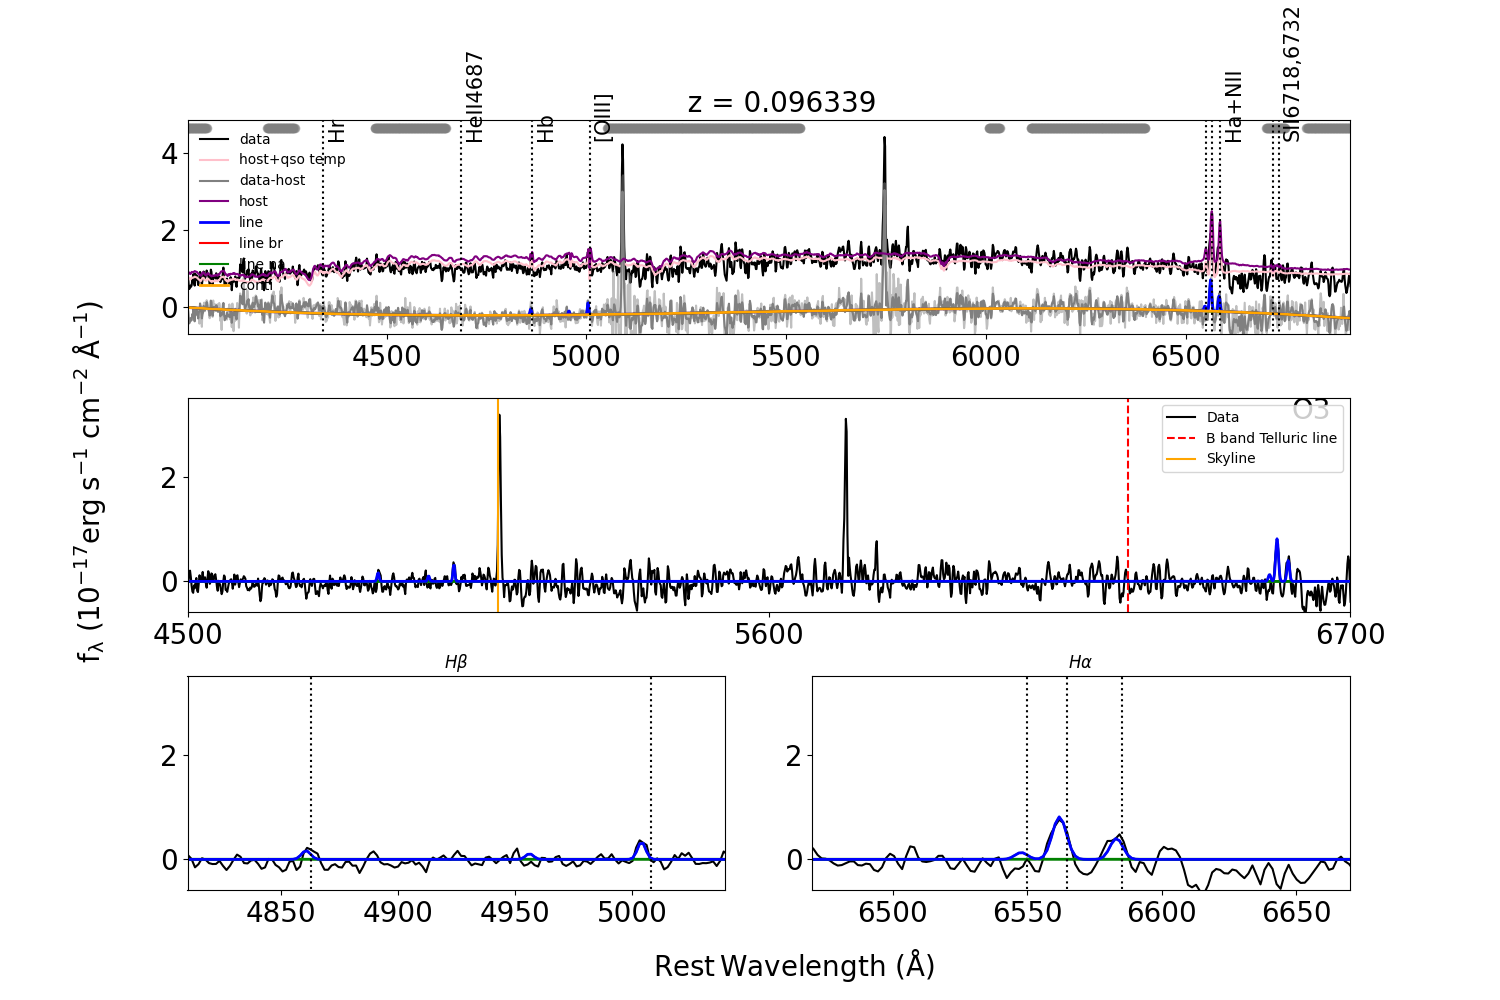 z = 0.096339
Hr
HeII4687
Hb
[OIII]
Ha+NII
SII6718,6732
data
host+qso temp
data-host
host
line
line br
line na
conti
4
2
0
4500 5000 5500 6000 6500
O3
Data
B band Telluric line
Skyline
2
0
4500 5600 6700
fλ (10⁻¹⁷erg s⁻¹ cm⁻² Å⁻¹)
Hβ
2
0
4850 4900 4950 5000
Hα
2
0
6500 6550 6600 6650
Rest Wavelength (Å)